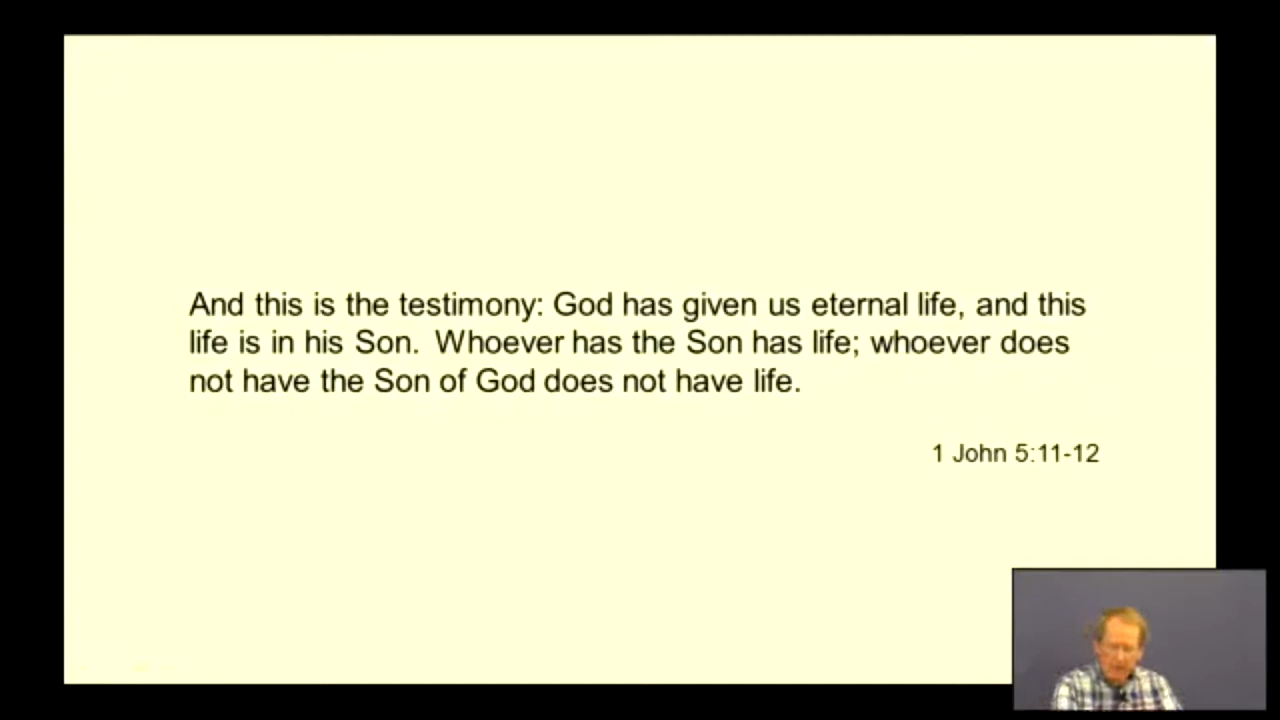 And this is the testimony: God has given us eternal life, and this
life is in his Son. Whoever has the Son has life; whoever does
not have the Son of God does not have life.
1 John 5:11-12